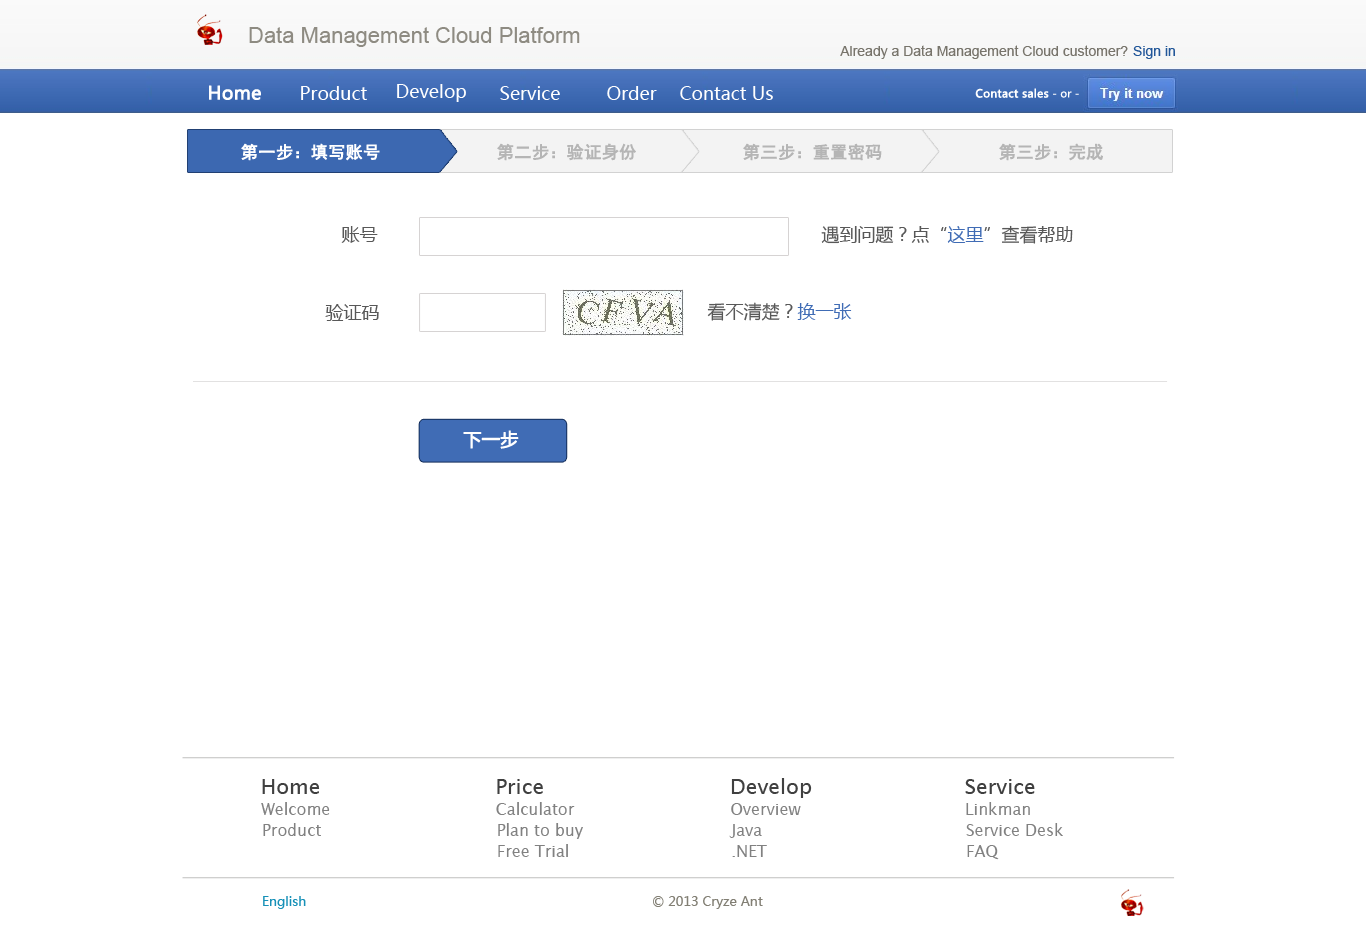 Data Management Cloud Platform
Already a Data Management Cloud customer? Sign in
Home Product Develop Service Order Contact Us Contact sales - or - Try it now
第一步：填写账号 第二步：验证身份 第三步：重置密码 第三步：完成
账号 遇到问题？点“这里”查看帮助
验证码 CFVA 看不清楚？换一张
下一步
Home Price Develop Service
Welcome Calculator Overview Linkman
Product Plan to buy Java Service Desk
Free Trial .NET FAQ
English © 2013 Cryze Ant